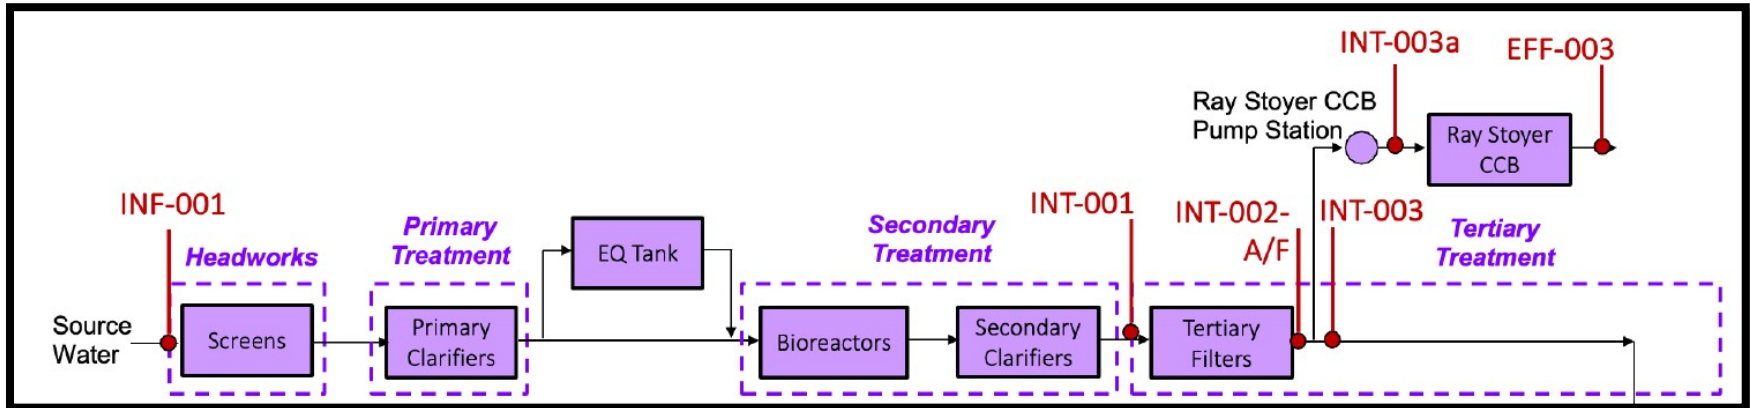 INT-003a
EFF-003
Ray Stoyer CCB
Pump Station
Ray Stoyer
CCB
INF-001
Headworks
Primary
Treatment
EQ Tank
Secondary
Treatment
INT-001
INT-002-
A/F
INT-003
Tertiary
Treatment
Source
Water
Screens
Primary
Clarifiers
Bioreactors
Secondary
Clarifiers
Tertiary
Filters